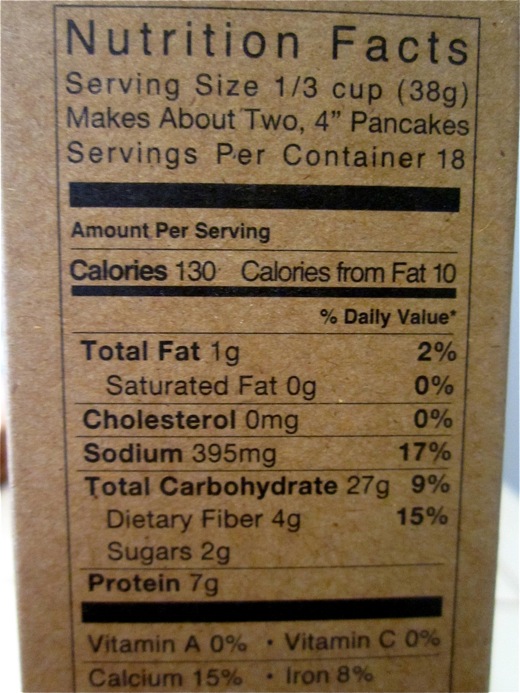 Nutrition Facts
Serving Size 1/3 cup (38g)
Makes About Two, 4” Pancakes
Servings Per Container 18
Amount Per Serving
Calories 130 Calories from Fat 10
% Daily Value*
Total Fat 1g 2%
Saturated Fat 0g 0%
Cholesterol 0mg 0%
Sodium 395mg 17%
Total Carbohydrate 27g 9%
Dietary Fiber 4g 15%
Sugars 2g
Protein 7g
Vitamin A 0% • Vitamin C 0%
Calcium 15% • Iron 8%